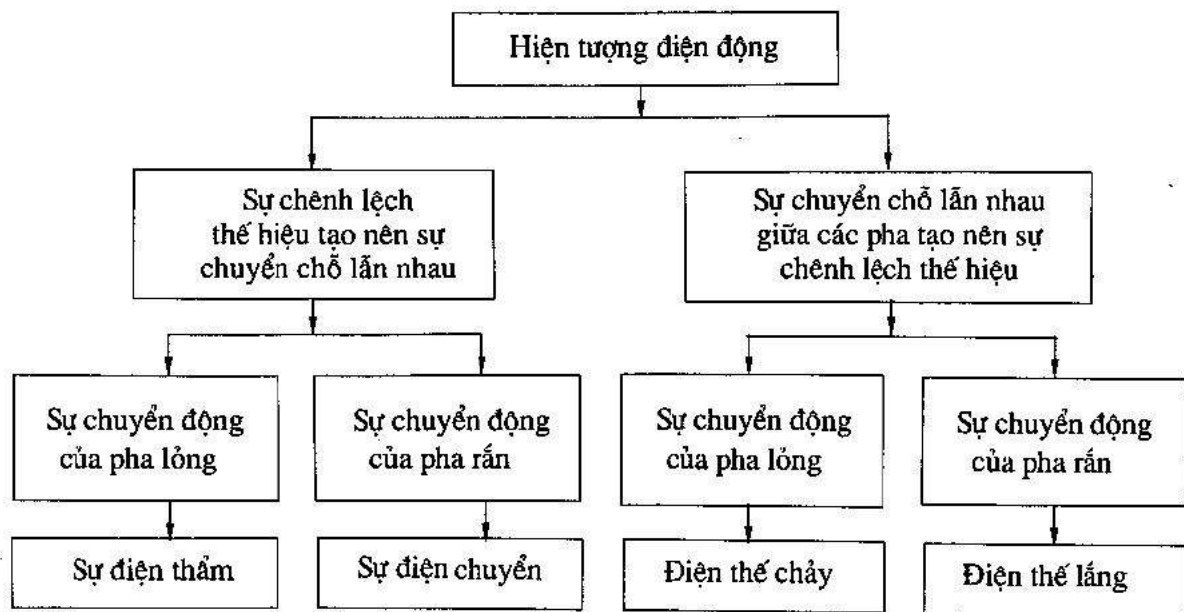 Hiện tượng điện động
Sự chênh lệch
thế hiệu tạo nên sự
chuyển chỗ lẫn nhau
Sự chuyển chỗ lẫn nhau
giữa các pha tạo nên sự
chênh lệch thế hiệu
Sự chuyển động
của pha lỏng
Sự chuyển động
của pha rắn
Sự chuyển động
của pha lỏng
Sự chuyển động
của pha rắn
Sự điện thẩm
Sự điện chuyển
Điện thế chảy
Điện thế lắng